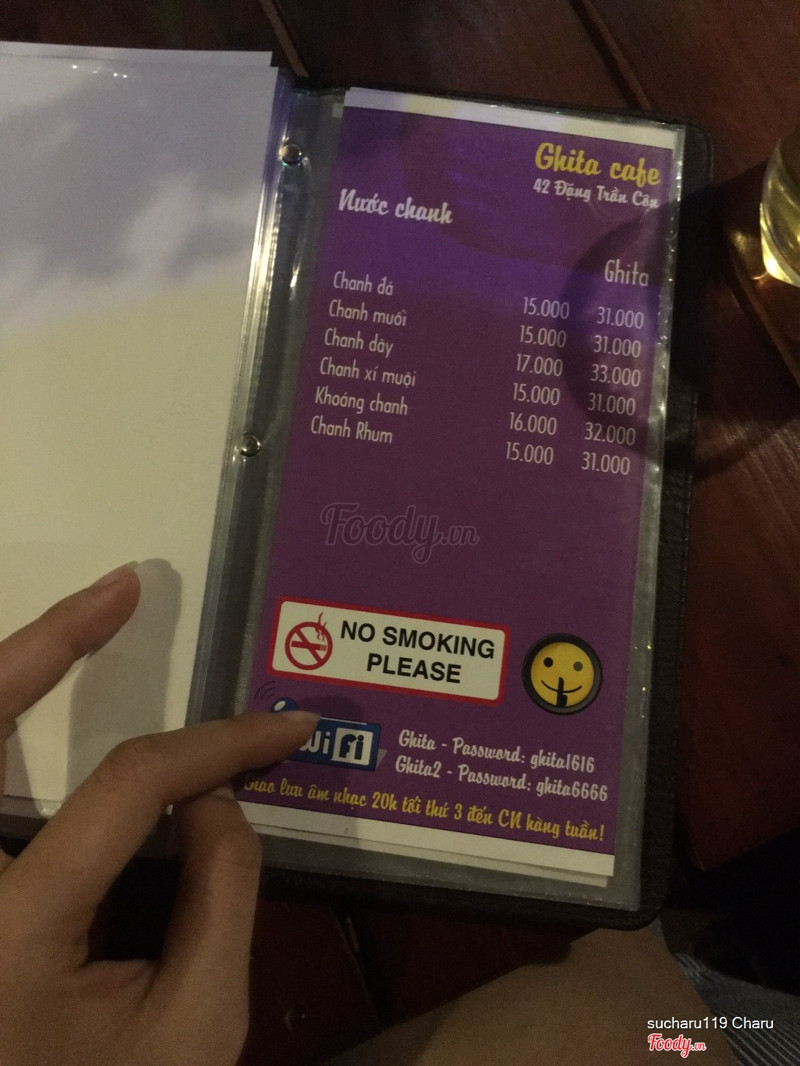 Ghita cafe
42 Đặng Trần Côn
Nước chanh
Ghita
Chanh đá 15.000 31.000
Chanh muối 15.000 31.000
Chanh dây 17.000 33.000
Chanh xí muội 15.000 31.000
Khoáng chanh 16.000 32.000
Chanh Rhum 15.000 31.000
Foody.vn
NO SMOKING
PLEASE
WiFi
Ghita - Password: ghita1616
Ghita2 - Password: ghita6666
Giao lưu âm nhạc 20h tối thứ 3 đến CN hàng tuần!
sucharu119 Charu
Foody.vn